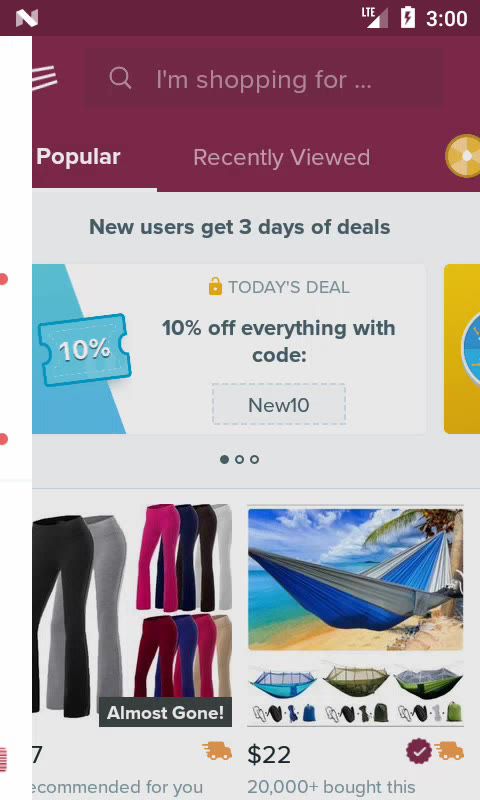 LTE 3:00
I'm shopping for ...
Popular Recently Viewed
New users get 3 days of deals
TODAY'S DEAL
10% off everything with
code:
10%
New10
Almost Gone!
7
$22
ecommended for you
20,000+ bought this